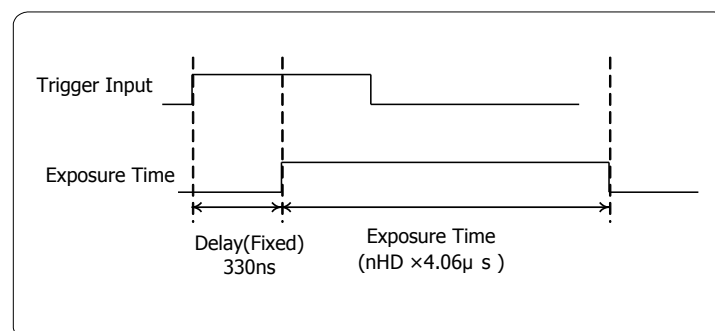 Trigger Input
Exposure Time
Delay(Fixed)
330ns
Exposure Time
(nHD ×4.06μ s )